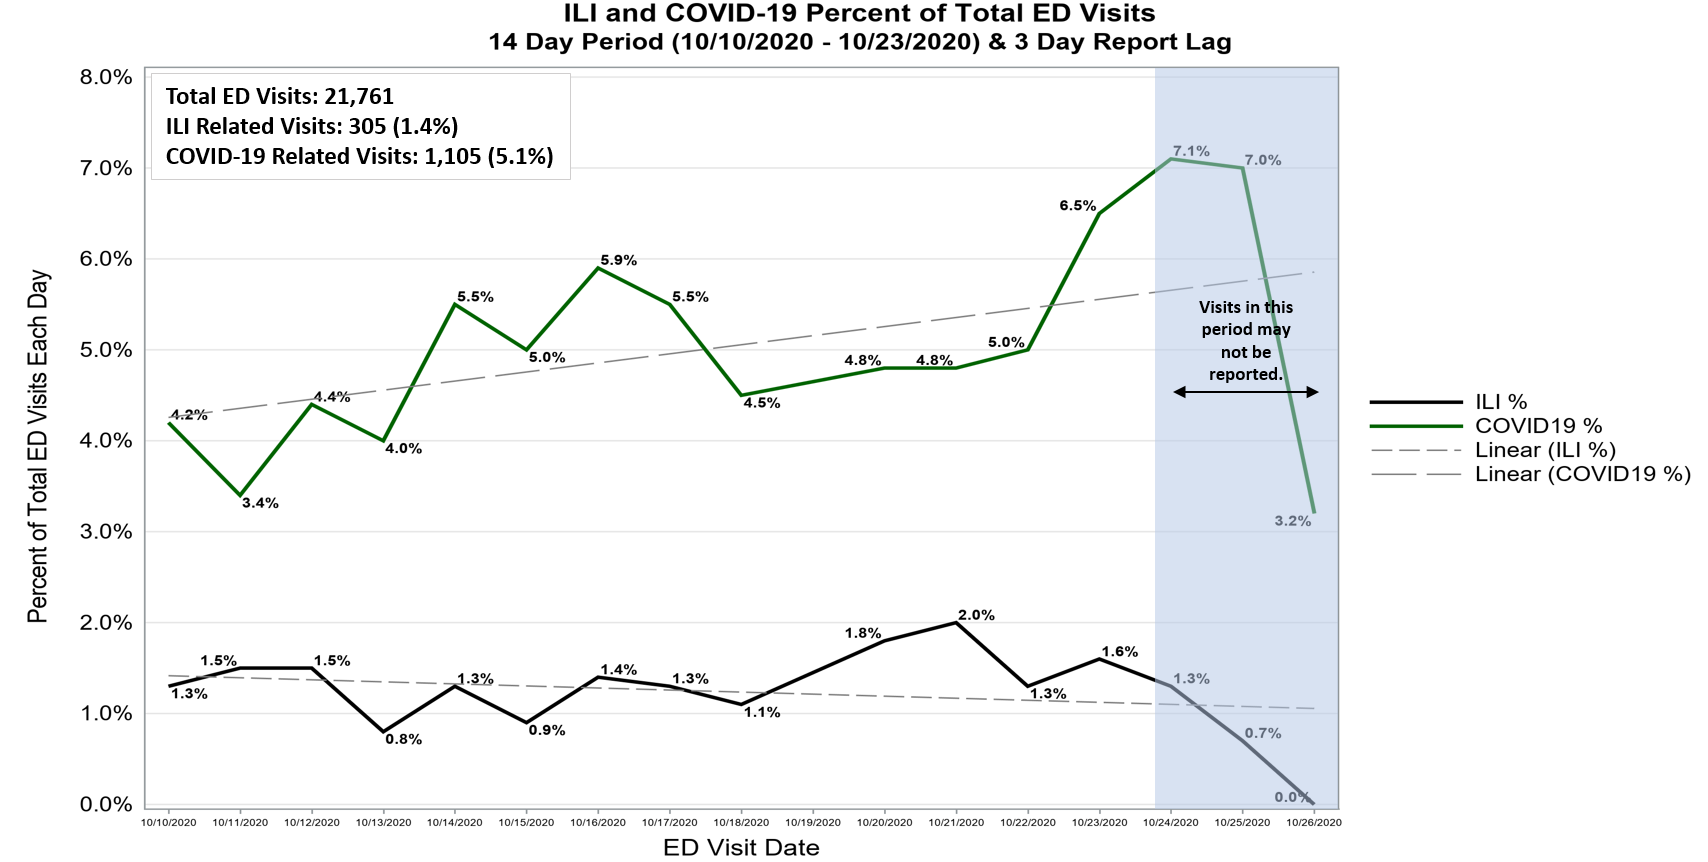 ILI and COVID-19 Percent of Total ED Visits
14 Day Period (10/10/2020 - 10/23/2020) & 3 Day Report Lag
Total ED Visits: 21,761
ILI Related Visits: 305 (1.4%)
COVID-19 Related Visits: 1,105 (5.1%)
Percent of Total ED Visits Each Day
8.0%
7.0%
6.0%
5.0%
4.0%
3.0%
2.0%
1.0%
0.0%
4.2%
3.4%
4.4%
4.0%
5.5%
5.0%
5.9%
5.5%
4.5%
4.8%
4.8%
5.0%
6.5%
7.1%
7.0%
3.2%
Visits in this
period may
not be
reported.
1.3%
1.5%
1.5%
0.8%
1.3%
0.9%
1.4%
1.3%
1.1%
1.8%
2.0%
1.3%
1.6%
1.3%
0.7%
0.0%
10/10/2020 10/11/2020 10/12/2020 10/13/2020 10/14/2020 10/15/2020 10/16/2020 10/17/2020 10/18/2020 10/19/2020 10/20/2020 10/21/2020 10/22/2020 10/23/2020 10/24/2020 10/25/2020 10/26/2020
ED Visit Date
ILI %
COVID19 %
Linear (ILI %)
Linear (COVID19 %)